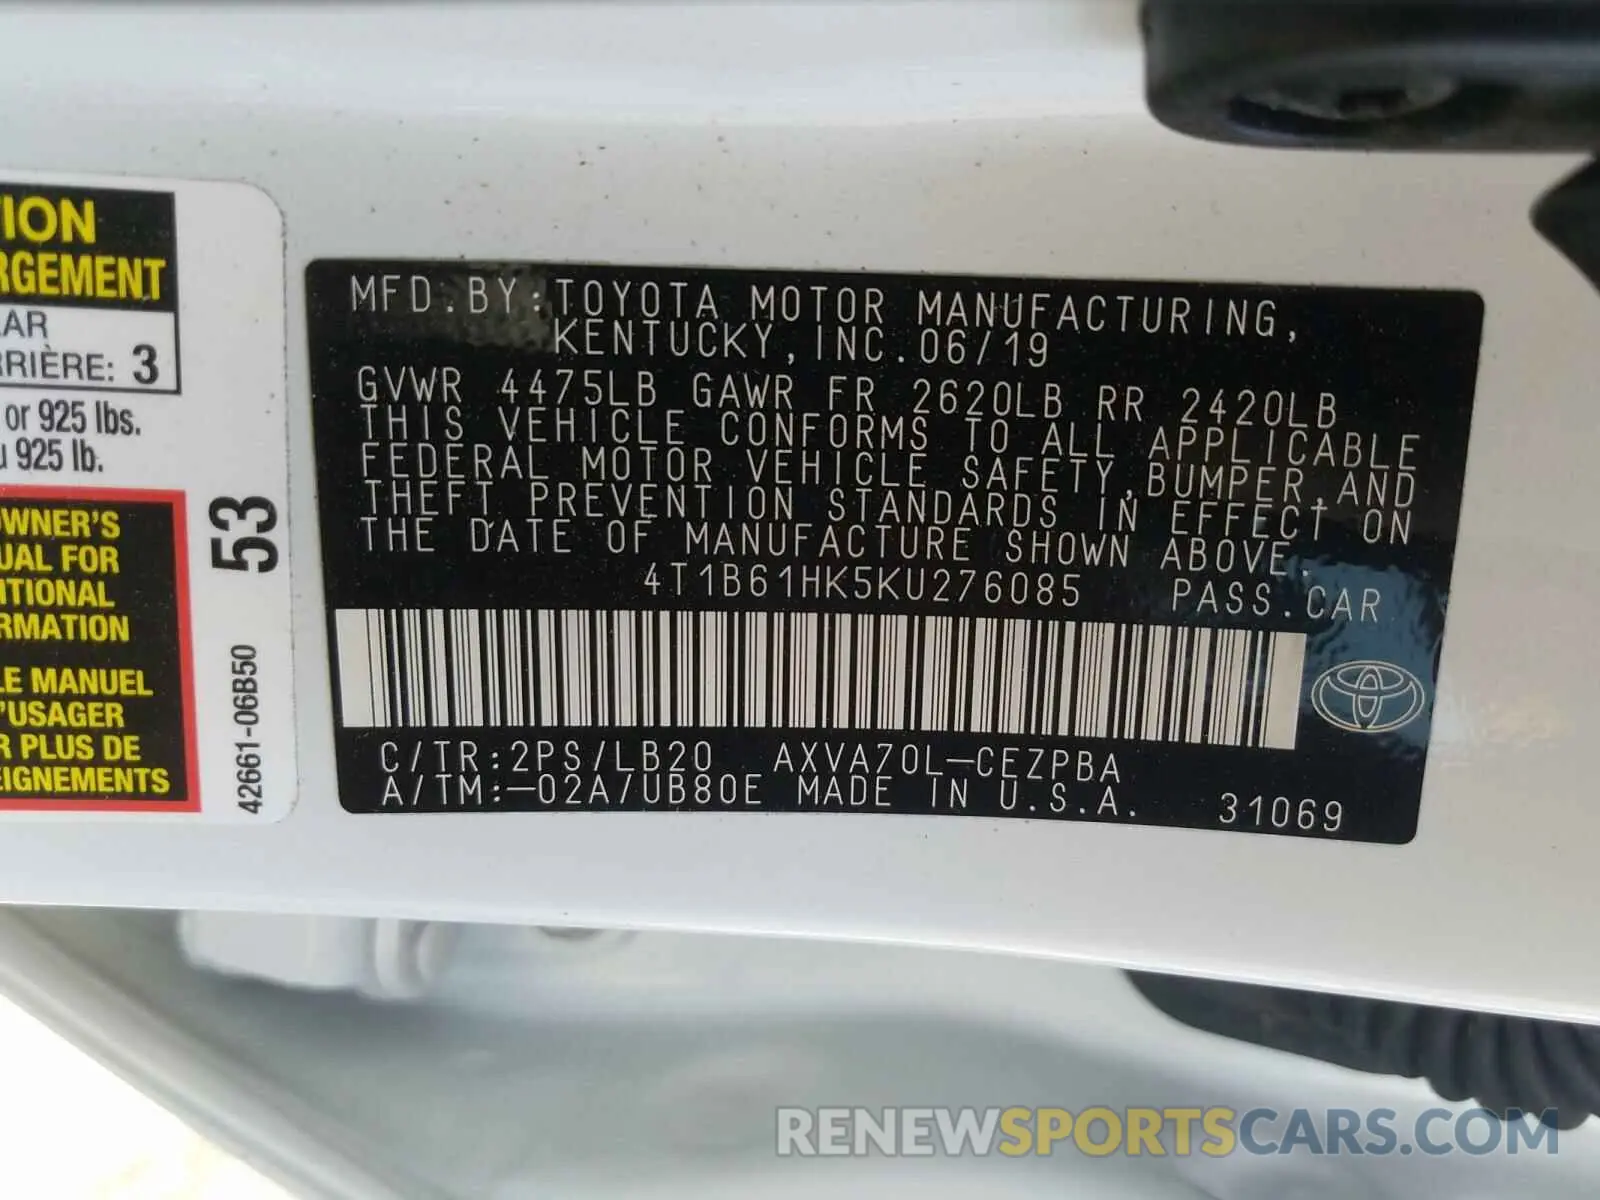 TION
RGEMENT
AR
RRIÈRE: 3
or 925 lbs.
u 925 lb.
OWNER'S
UAL FOR
ITIONAL
RMATION
LE MANUEL
'USAGER
R PLUS DE
EIGNEMENTS
53
42661-06B50
MFD.BY:TOYOTA MOTOR MANUFACTURING,
KENTUCKY, INC.06/19
GVWR 4475LB GAWR FR 2620LB RR 2420LB
THIS VEHICLE CONFORMS TO ALL APPLICABLE
FEDERAL MOTOR VEHICLE SAFETY,BUMPER,AND
THEFT PREVENTION STANDARDS IN EFFECT ON
THE DATE OF MANUFACTURE SHOWN ABOVE.
4T1B61HK5KU276085 PASS.CAR
C/TR:2PS/LB20 AXVA70L-CEZPBA
A/TM:-02A/UB80E MADE IN U.S.A. 31069
RENEWSPORTSCARS.COM